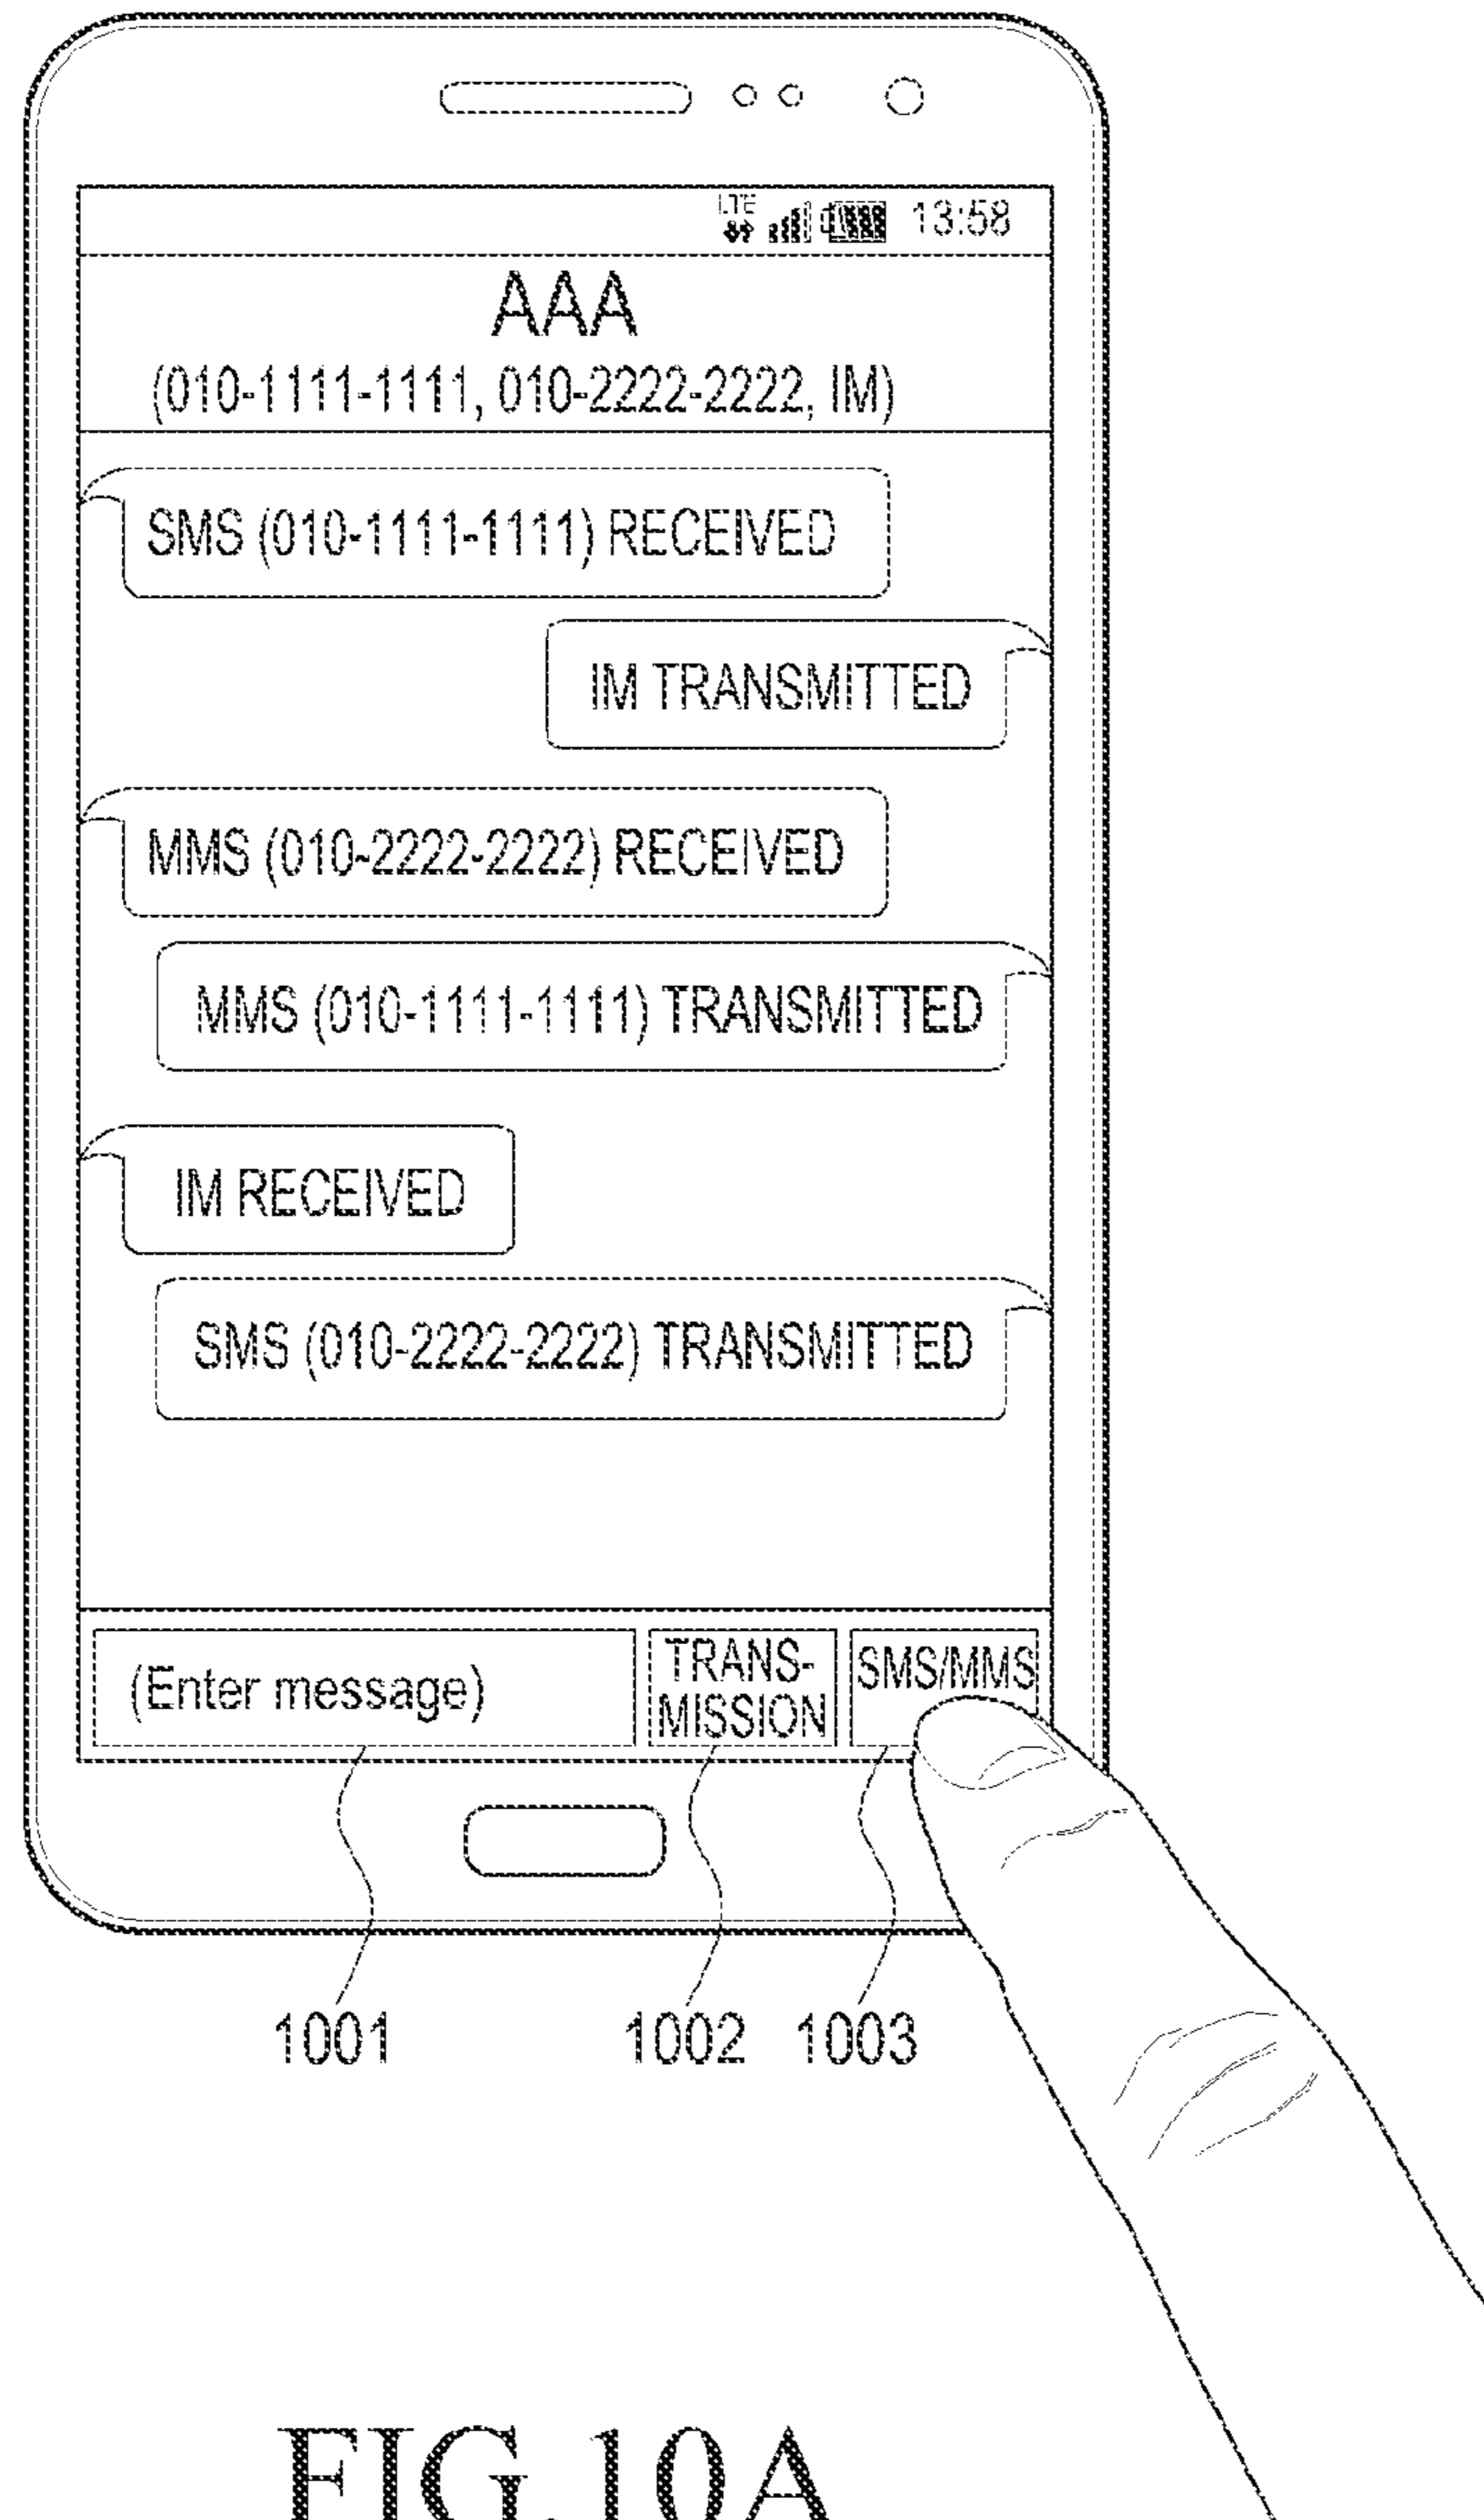 LTE 13:58
AAA
(010-1111-1111, 010-2222-2222, IM)
SMS (010-1111-1111) RECEIVED
IM TRANSMITTED
MMS (010-2222-2222) RECEIVED
MMS (010-1111-1111) TRANSMITTED
IM RECEIVED
SMS (010-2222-2222) TRANSMITTED
(Enter message)
TRANS-
MISSION
SMS/MMS
1001 1002 1003
FIG.10A